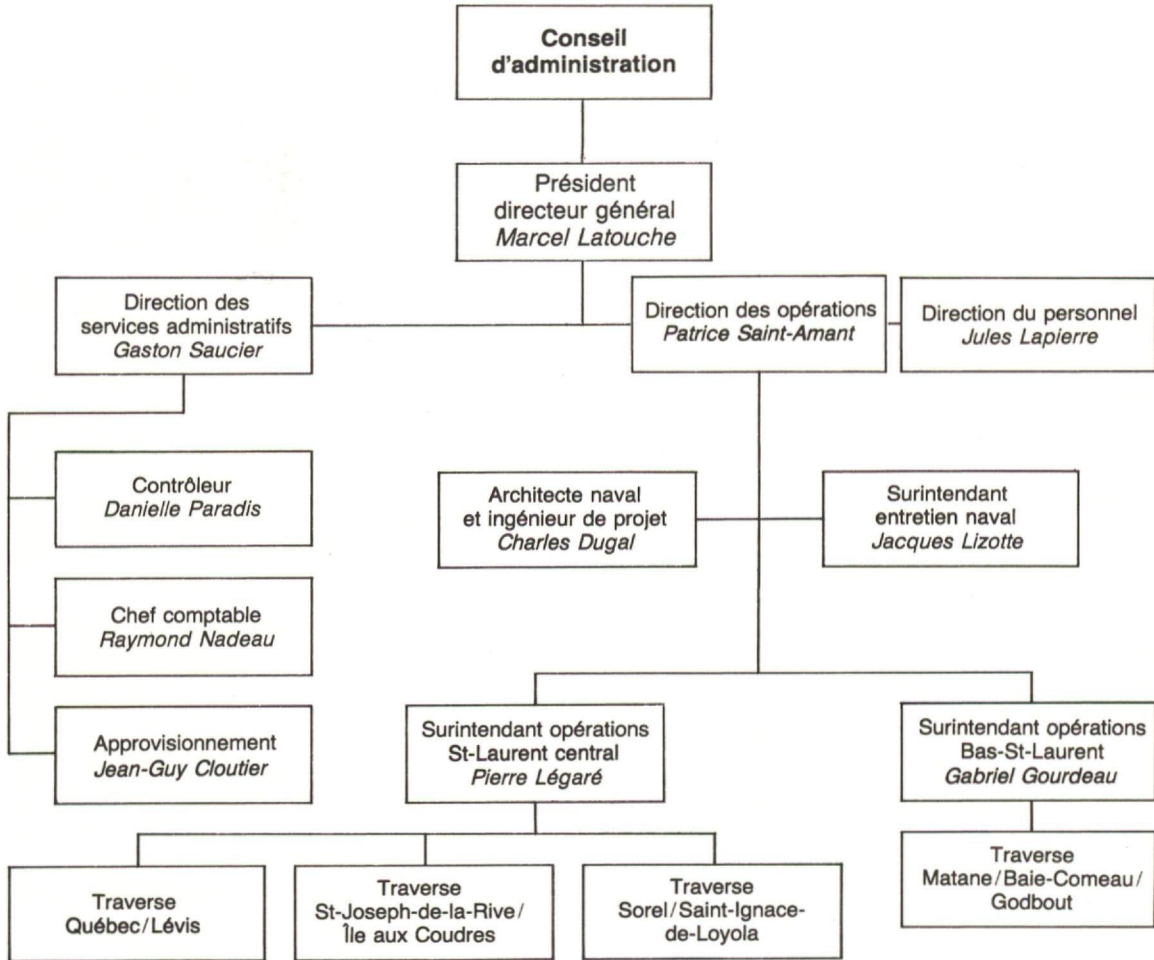 Conseil
d'administration
Président
directeur général
Marcel Latouche
Direction des
services administratifs
Gaston Saucier
Direction des opérations
Patrice Saint-Amant
Direction du personnel
Jules Lapierre
Contrôleur
Danielle Paradis
Architecte naval
et ingénieur de projet
Charles Dugal
Surintendant
entretien naval
Jacques Lizotte
Chef comptable
Raymond Nadeau
Approvisionnement
Jean-Guy Cloutier
Surintendant opérations
St-Laurent central
Pierre Légaré
Surintendant opérations
Bas-St-Laurent
Gabriel Gourdeau
Traverse
Québec/Lévis
Traverse
St-Joseph-de-la-Rive/
Île aux Coudres
Traverse
Sorel/Saint-Ignace-
de-Loyola
Traverse
Matane/Baie-Comeau/
Godbout